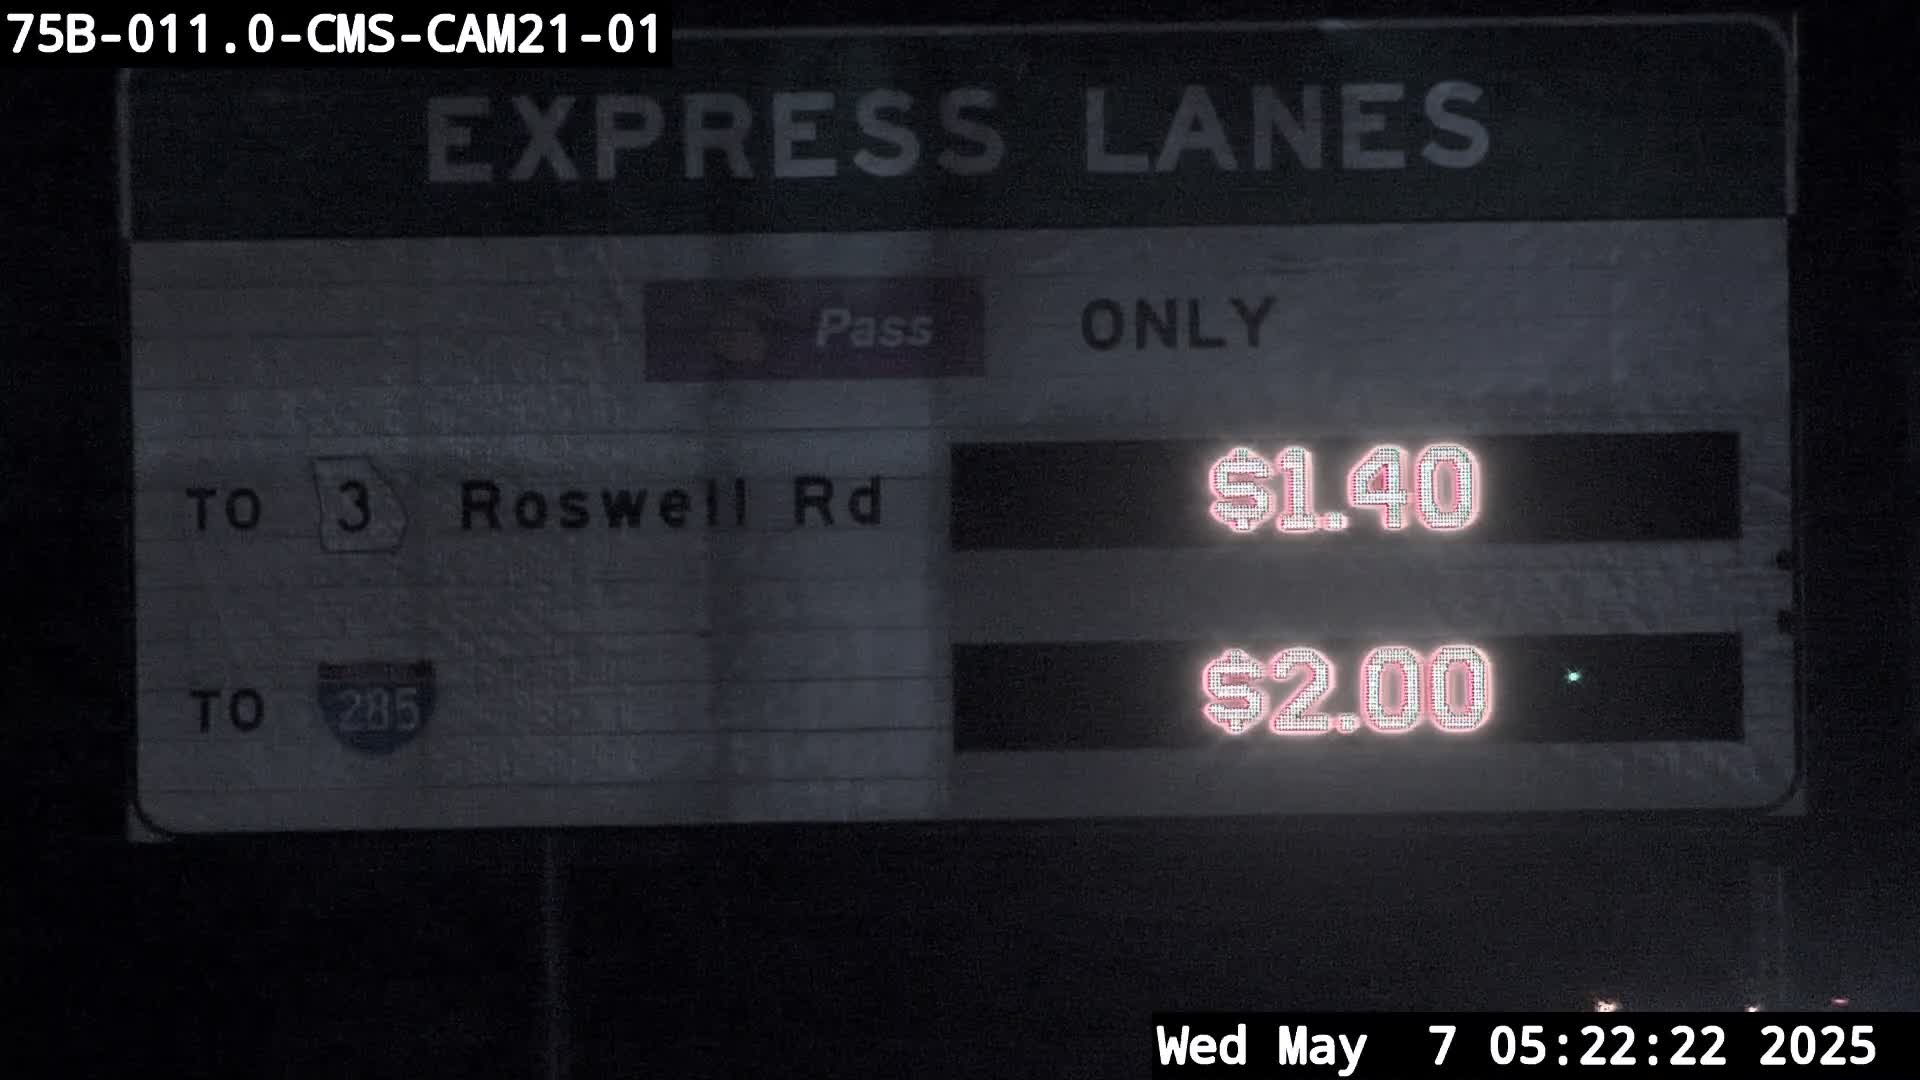 75B-011.0-CMS-CAM21-01
EXPRESS LANES
Pass ONLY
TO 3 Roswell Rd $1.40
TO 285 $2.00
Wed May 7 05:22:22 2025